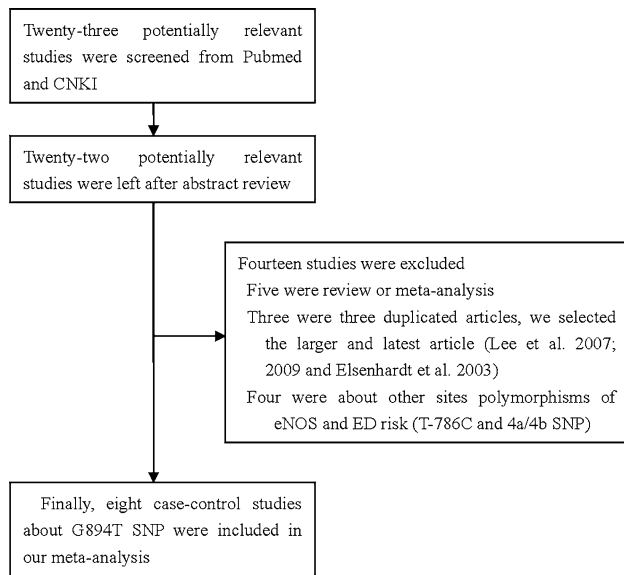 Twenty-three potentially relevant
studies were screened from Pubmed
and CNKI
Twenty-two potentially relevant
studies were left after abstract review
Fourteen studies were excluded
Five were review or meta-analysis
Three were three duplicated articles, we selected
the larger and latest article (Lee et al. 2007;
2009 and Elsenhardt et al. 2003)
Four were about other sites polymorphisms of
eNOS and ED risk (T-786C and 4a/4b SNP)
Finally, eight case-control studies
about G894T SNP were included in
our meta-analysis